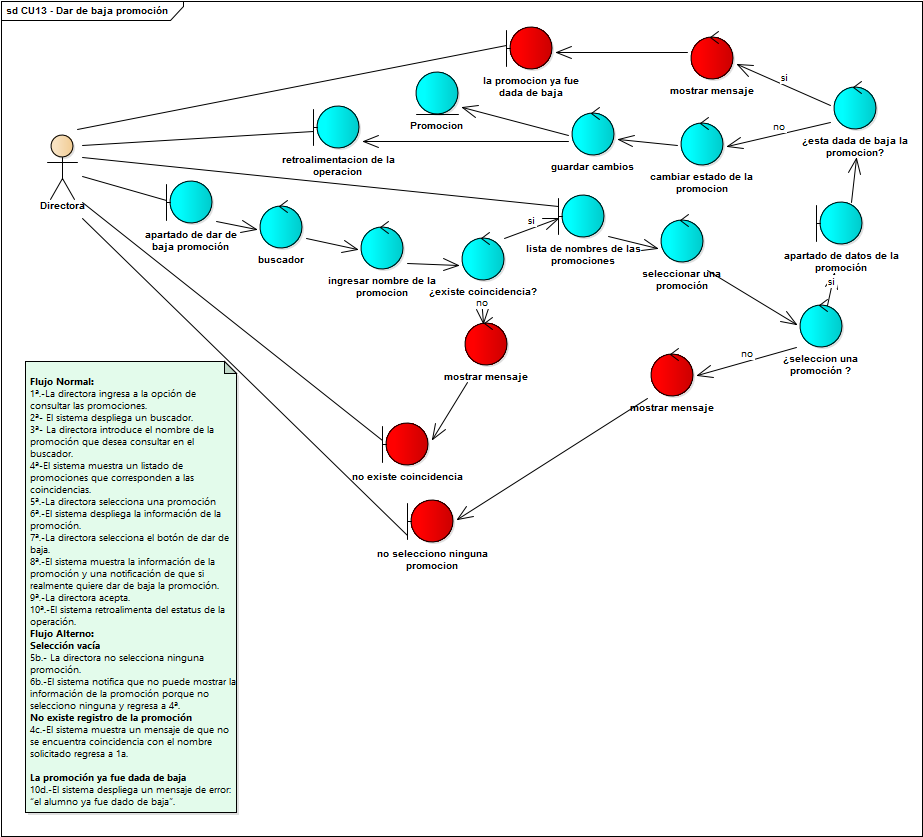 sd CU13 - Dar de baja promoción
la promocion ya fue
dada de baja
mostrar mensaje
si
Promocion
no
¿esta dada de baja la
promocion?
retroalimentacion de la
operacion
guardar cambios
cambiar estado de la
promocion
Directora
apartado de dar de
baja promoción
buscador
ingresar nombre de la
promocion
¿existe coincidencia?
si
lista de nombres de las
promociones
seleccionar una
promoción
apartado de datos de la
promoción
si
no
mostrar mensaje
no
¿seleccion una
promoción ?
mostrar mensaje
no existe coincidencia
no selecciono ninguna
promocion
Flujo Normal:
1ª.-La directora ingresa a la opción de
consultar las promociones.
2ª- El sistema despliega un buscador.
3ª- La directora introduce el nombre de la
promoción que desea consultar en el
buscador.
4ª-El sistema muestra un listado de
promociones que corresponden a las
coincidencias.
5ª.-La directora selecciona una promoción
6ª.-El sistema despliega la información de la
promoción.
7ª.-La directora selecciona el botón de dar de
baja.
8ª.-El sistema muestra la información de la
promoción y una notificación de que si
realmente quiere dar de baja la promoción.
9ª.-La directora acepta.
10ª.-El sistema retroalimenta del estatus de la
operación.
Flujo Alterno:
Selección vacía
5b.- La directora no selecciona ninguna
promoción.
6b.-El sistema notifica que no puede mostrar la
información de la promoción porque no
selecciono ninguna y regresa a 4ª.
No existe registro de la promoción
4c.-El sistema muestra un mensaje de que no
se encuentra coincidencia con el nombre
solicitado regresa a 1a.
La promoción ya fue dada de baja
10d.-El sistema despliega un mensaje de error:
“el alumno ya fue dado de baja”.